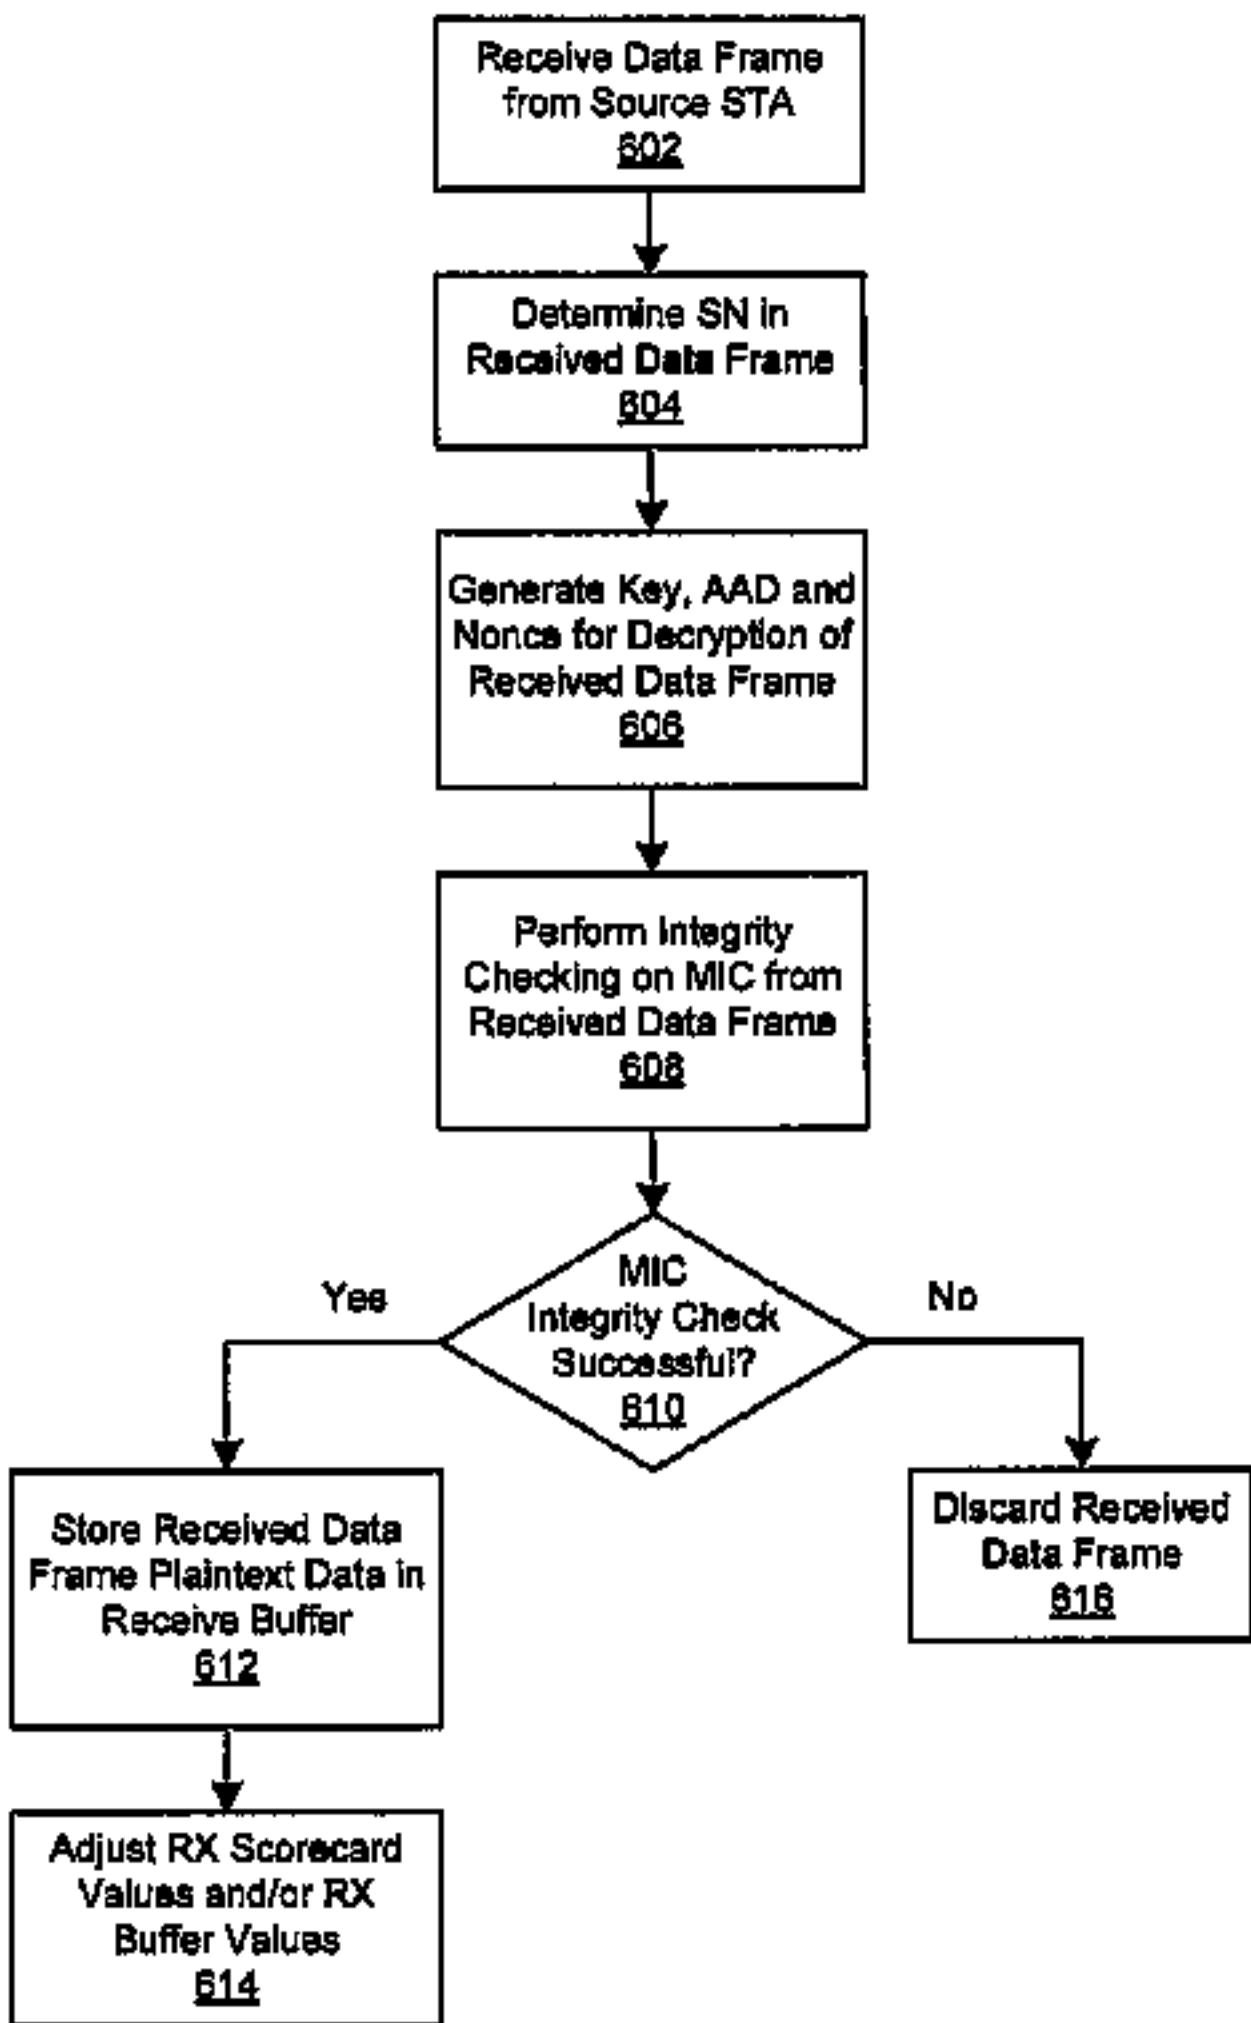 Receive Data Frame
from Source STA
602
Determine SN in
Received Data Frame
604
Generate Key, AAD and
Nonce for Decryption of
Received Data Frame
606
Perform Integrity
Checking on MIC from
Received Data Frame
608
MIC
Integrity Check
Successful?
610
Yes
No
Store Received Data
Frame Plaintext Data in
Receive Buffer
612
Discard Received
Data Frame
616
Adjust RX Scorecard
Values and/or RX
Buffer Values
614